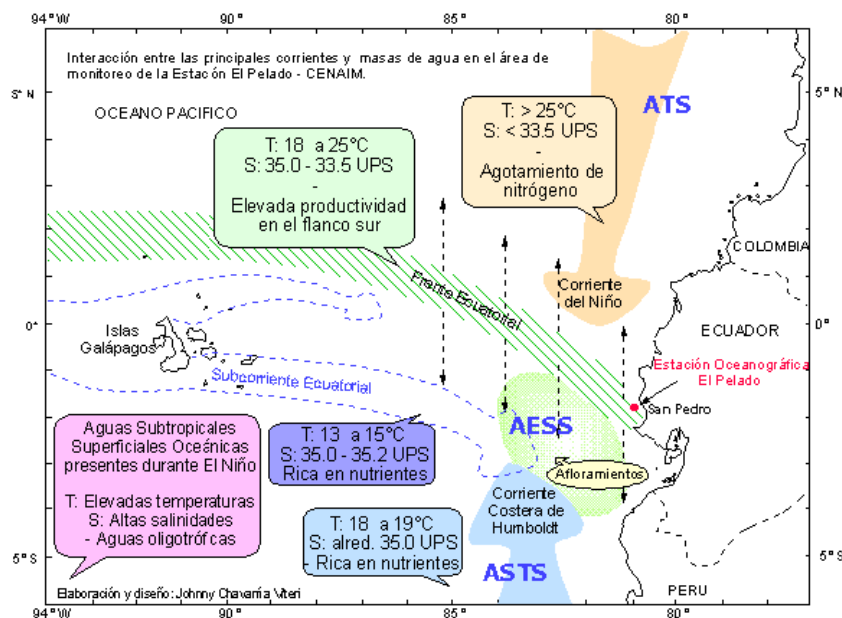 94 °W
90
85
80°
Interacción entre las principales corrientes y masas de agua en el área de
monitoreo de la Estación El Pelado - CENAIM.
5° N
5° N
OCEANO PACIFICO
ATS
T: > 25°C
S: < 33.5 UPS
-
Agotamiento de
nitrógeno
T: 18 a 25°C
S: 35.0 - 33.5 UPS
-
Elevada productividad
en el flanco sur
COLOMBIA
Frente Ecuatorial
Corriente
del Niño
0°
0°
Islas
Galápagos
ECUADOR
Estación Oceanográfica
El Pelado
Subcorriente Ecuatorial
San Pedro
AESS
Aguas Subtropicales
Superficiales Oceánicas
presentes durante El Niño
T: Elevadas temperaturas
S: Altas salinidades
- Aguas oligotrófcas
T: 13 a 15°C
S: 35.0 - 35.2 UPS
Rica en nutrientes
Afloramientos
Corriente
Costera de
Humboldt
T: 18 a 19°C
S: alred. 35.0 UPS
- Rica en nutrientes
ASTS
5°S
5°S
PERU
Elaboración y diseño: Johnny Chavarría Viteri
94 °W
90
85
80°